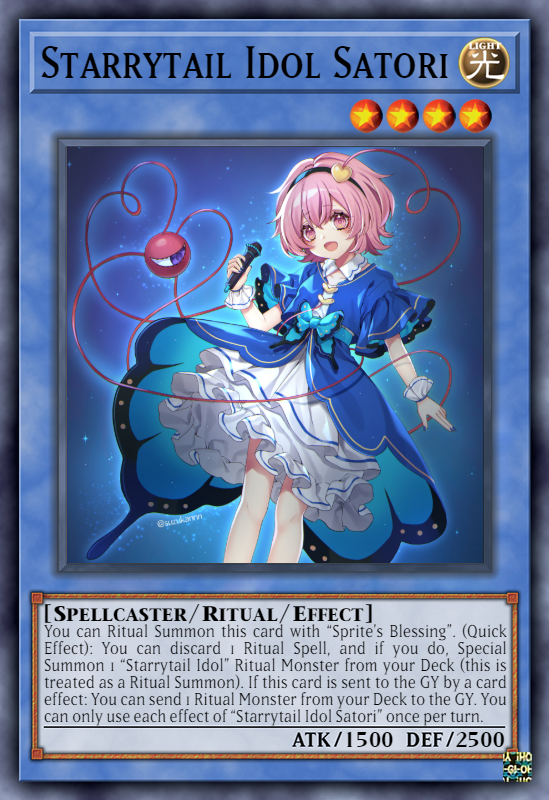 Starrytail Idol Satori
LIGHT
光
@suzukannn
[Spellcaster/Ritual/Effect]
You can Ritual Summon this card with “Sprite’s Blessing”. (Quick
Effect): You can discard 1 Ritual Spell, and if you do, Special
Summon 1 “Starrytail Idol” Ritual Monster from your Deck (this is
treated as a Ritual Summon). If this card is sent to the GY by a card
effect: You can send 1 Ritual Monster from your Deck to the GY. You
can only use each effect of “Starrytail Idol Satori” once per turn.
ATK/1500 DEF/2500